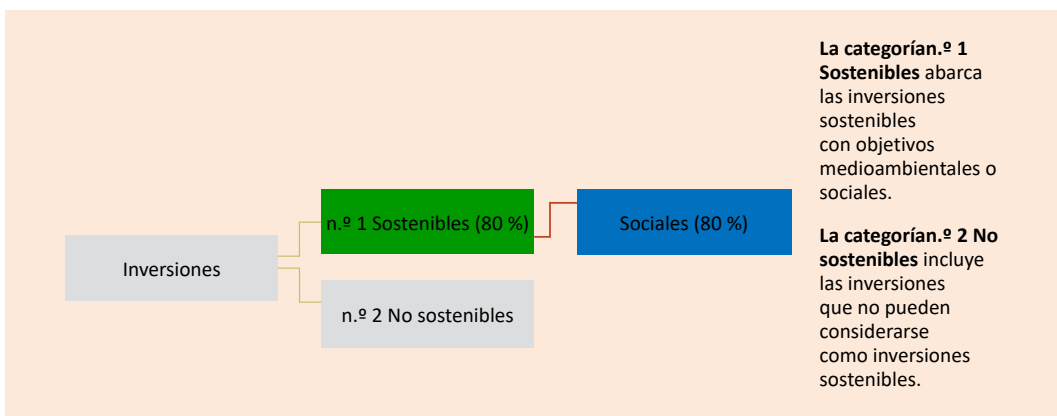 Inversiones
n.º 1 Sostenibles (80 %)
Sociales (80 %)
n.º 2 No sostenibles
La categorían.º 1
Sostenibles abarca
las inversiones
sostenibles
con objetivos
medioambientales o
sociales.
La categorían.º 2 No
sostenibles incluye
las inversiones
que no pueden
considerarse
como inversiones
sostenibles.